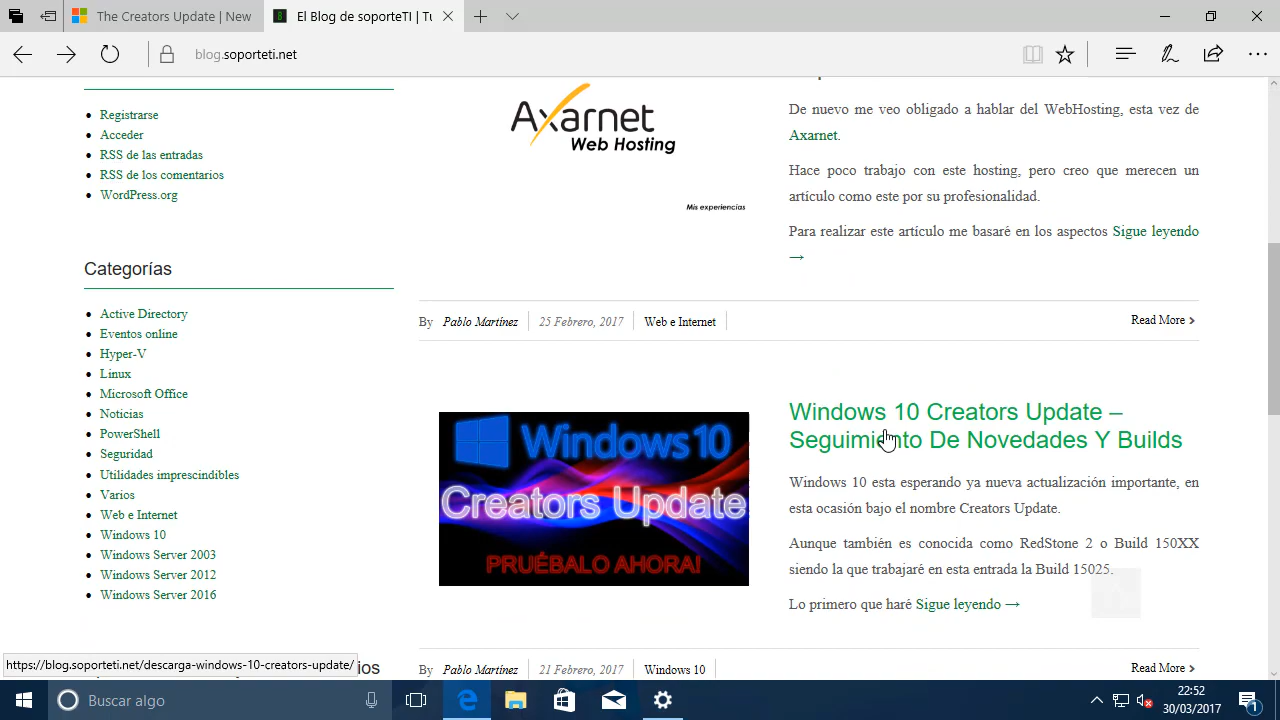 The Creators Update | New
El Blog de soporteTI | Tu
blog.soporteti.net
Registrarse
Acceder
RSS de las entradas
RSS de los comentarios
WordPress.org
Categorías
Active Directory
Eventos online
Hyper-V
Linux
Microsoft Office
Noticias
PowerShell
Seguridad
Utilidades imprescindibles
Varios
Web e Internet
Windows 10
Windows Server 2003
Windows Server 2012
Windows Server 2016
Axarnet
Web Hosting
Mis experiencias
De nuevo me veo obligado a hablar del WebHosting, esta vez de
Axarnet.
Hace poco trabajo con este hosting, pero creo que merecen un
artículo como este por su profesionalidad.
Para realizar este artículo me basaré en los aspectos Sigue leyendo
→
By Pablo Martínez 25 Febrero, 2017 Web e Internet Read More
Windows 10
Creators Update
PRUÉBALO AHORA!
Windows 10 Creators Update –
Seguimiento De Novedades Y Builds
Windows 10 esta esperando ya nueva actualización importante, en
esta ocasión bajo el nombre Creators Update.
Aunque también es conocida como RedStone 2 o Build 150XX
siendo la que trabajaré en esta entrada la Build 15025.
Lo primero que haré Sigue leyendo →
By Pablo Martínez 21 Febrero, 2017 Windows 10 Read More
https://blog.soporteti.net/descarga-windows-10-creators-update/
Buscar algo
22:52
30/03/2017
1